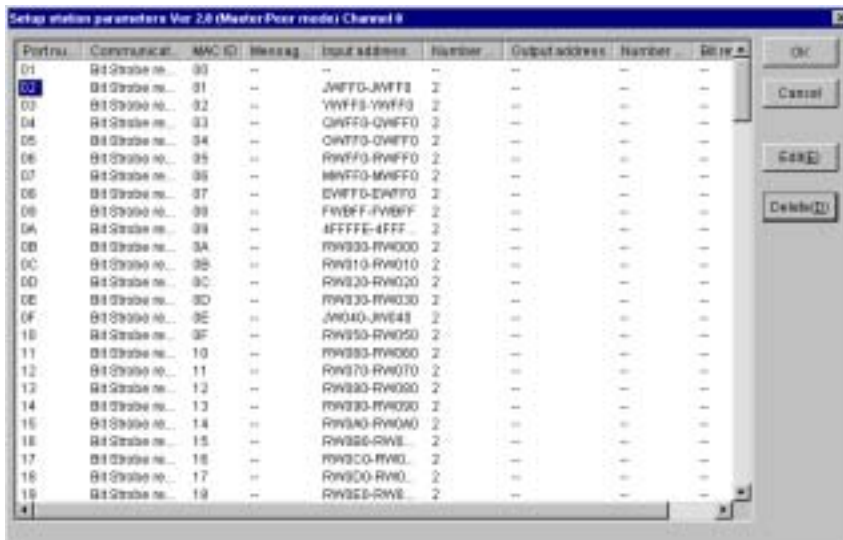 Setup station parameters Ver 2.0 (Master/Peer mode) Channel 0
Port nu... Communicat... MAC ID Messag... Input address Number ... Output address Number ... Bit re
01 Bit Strobe re... 00 -- -- -- -- -- --
02 Bit Strobe re... 01 -- JWFF0-JWFF0 2 -- -- --
03 Bit Strobe re... 02 -- YWFF0-YWFF0 2 -- -- --
04 Bit Strobe re... 03 -- QWFF0-QWFF0 2 -- -- --
05 Bit Strobe re... 04 -- OWFF0-OWFF0 2 -- -- --
06 Bit Strobe re... 05 -- RWFF0-RWFF0 2 -- -- --
07 Bit Strobe re... 06 -- MWFF0-MWFF0 2 -- -- --
08 Bit Strobe re... 07 -- EWFF0-EWFF0 2 -- -- --
09 Bit Strobe re... 08 -- FWBFF-FWBFF 2 -- -- --
0A Bit Strobe re... 09 -- 4FFFFE-4FFF... 2 -- -- --
0B Bit Strobe re... 0A -- RW000-RW000 2 -- -- --
0C Bit Strobe re... 0B -- RW010-RW010 2 -- -- --
0D Bit Strobe re... 0C -- RW020-RW020 2 -- -- --
0E Bit Strobe re... 0D -- RW030-RW030 2 -- -- --
0F Bit Strobe re... 0E -- JW040-JW040 2 -- -- --
10 Bit Strobe re... 0F -- RW050-RW050 2 -- -- --
11 Bit Strobe re... 10 -- RW060-RW060 2 -- -- --
12 Bit Strobe re... 11 -- RW070-RW070 2 -- -- --
13 Bit Strobe re... 12 -- RW080-RW080 2 -- -- --
14 Bit Strobe re... 13 -- RW090-RW090 2 -- -- --
15 Bit Strobe re... 14 -- RW0A0-RW0A0 2 -- -- --
16 Bit Strobe re... 15 -- RW0B0-RW0... 2 -- -- --
17 Bit Strobe re... 16 -- RW0C0-RW0... 2 -- -- --
18 Bit Strobe re... 17 -- RW0D0-RW0... 2 -- -- --
19 Bit Strobe re... 18 -- RW0E0-RW0... 2 -- -- --
OK
Cancel
Edit(E)
Delete(D)